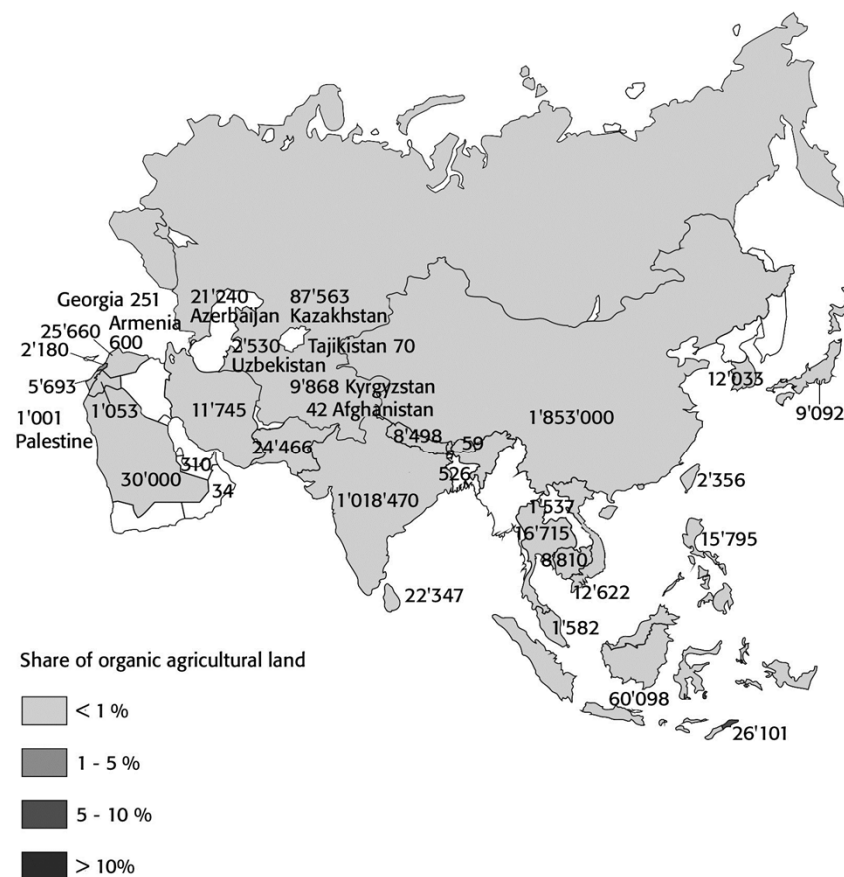 Georgia 251
21'240
Azerbaijan
87'563
Kazakhstan
25'660
Armenia
600
2'180
2'530
Uzbekistan
Tajikistan 70
5'693
9'868 Kyrgyzstan
1'001
Palestine
1'053
11'745
42 Afghanistan
12'033
9'092
1'853'000
8'498
59
24'466
310
30'000
34
526
1'018'470
2'356
1'537
16'715
15'795
8'810
22'347
12'622
1'582
60'098
26'101
Share of organic agricultural land
< 1 %
1 - 5 %
5 - 10 %
> 10%